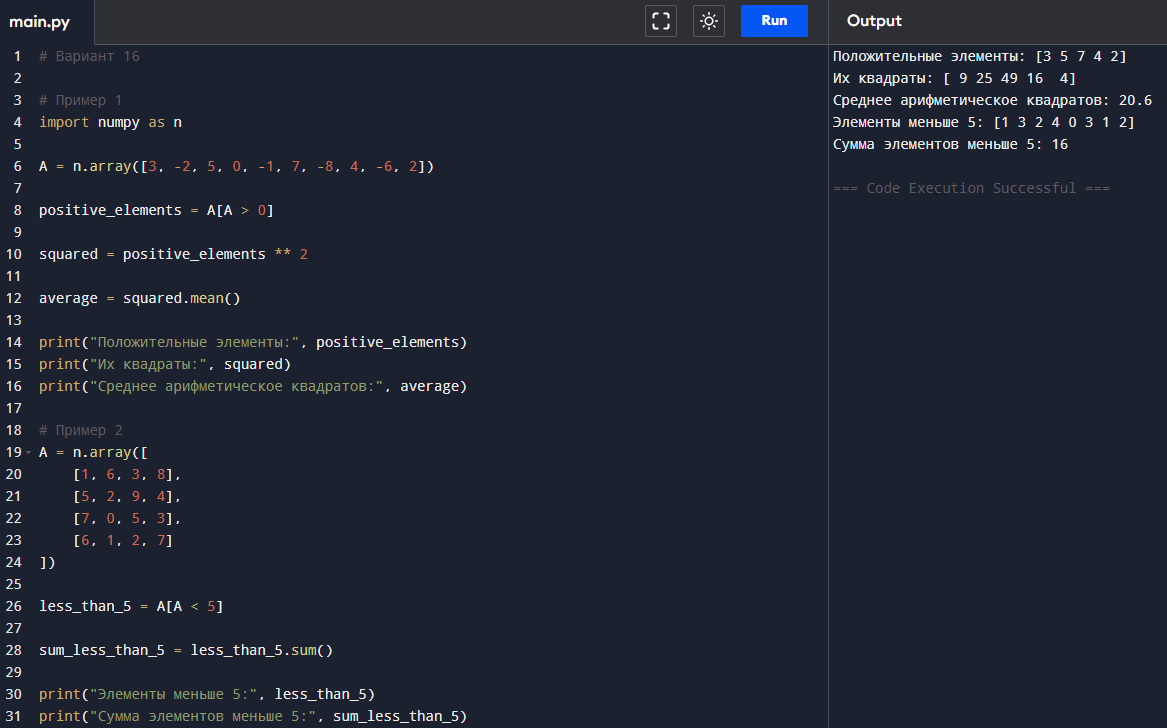 main.py
Run
Output
1 # Вариант 16
2
3 # Пример 1
4 import numpy as n
5
6 A = n.array([3, -2, 5, 0, -1, 7, -8, 4, -6, 2])
7
8 positive_elements = A[A > 0]
9
10 squared = positive_elements ** 2
11
12 average = squared.mean()
13
14 print("Положительные элементы:", positive_elements)
15 print("Их квадраты:", squared)
16 print("Среднее арифметическое квадратов:", average)
17
18 # Пример 2
19 A = n.array([
20     [1, 6, 3, 8],
21     [5, 2, 9, 4],
22     [7, 0, 5, 3],
23     [6, 1, 2, 7]
24 ])
25
26 less_than_5 = A[A < 5]
27
28 sum_less_than_5 = less_than_5.sum()
29
30 print("Элементы меньше 5:", less_than_5)
31 print("Сумма элементов меньше 5:", sum_less_than_5)
Положительные элементы: [3 5 7 4 2]
Их квадраты: [ 9 25 49 16  4]
Среднее арифметическое квадратов: 20.6
Элементы меньше 5: [1 3 2 4 0 3 1 2]
Сумма элементов меньше 5: 16
=== Code Execution Successful ===